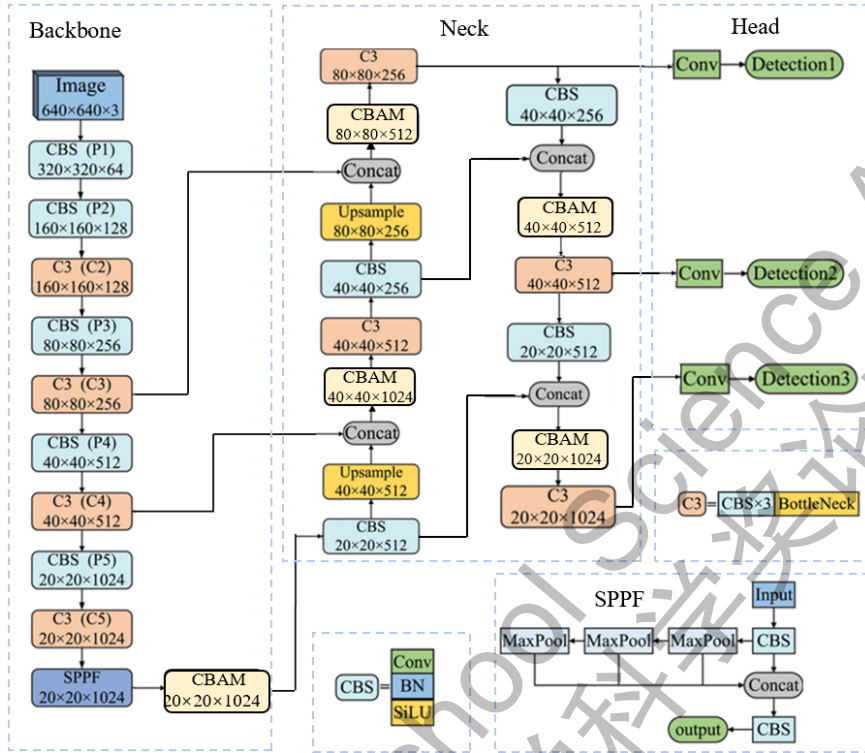 Backbone
Image
640×640×3
CBS (P1)
320×320×64
CBS (P2)
160×160×128
C3 (C2)
160×160×128
CBS (P3)
80×80×256
C3 (C3)
80×80×256
CBS (P4)
40×40×512
C3 (C4)
40×40×512
CBS (P5)
20×20×1024
C3 (C5)
20×20×1024
SPPF
20×20×1024
CBAM
20×20×1024
Neck
C3
80×80×256
CBAM
80×80×512
Concat
Upsample
80×80×256
CBS
40×40×256
C3
40×40×512
CBAM
40×40×1024
Concat
Upsample
40×40×512
CBS
20×20×512
CBS
40×40×256
Concat
CBAM
40×40×512
C3
40×40×512
CBS
20×20×512
Concat
CBAM
20×20×1024
C3
20×20×1024
Head
Conv
Detection1
Conv
Detection2
Conv
Detection3
C3=CBS×3 BottleNeck
CBS=
Conv
BN
SiLU
SPPF
Input
MaxPool MaxPool MaxPool CBS
Concat
output CBS
hool Science
科学奖论